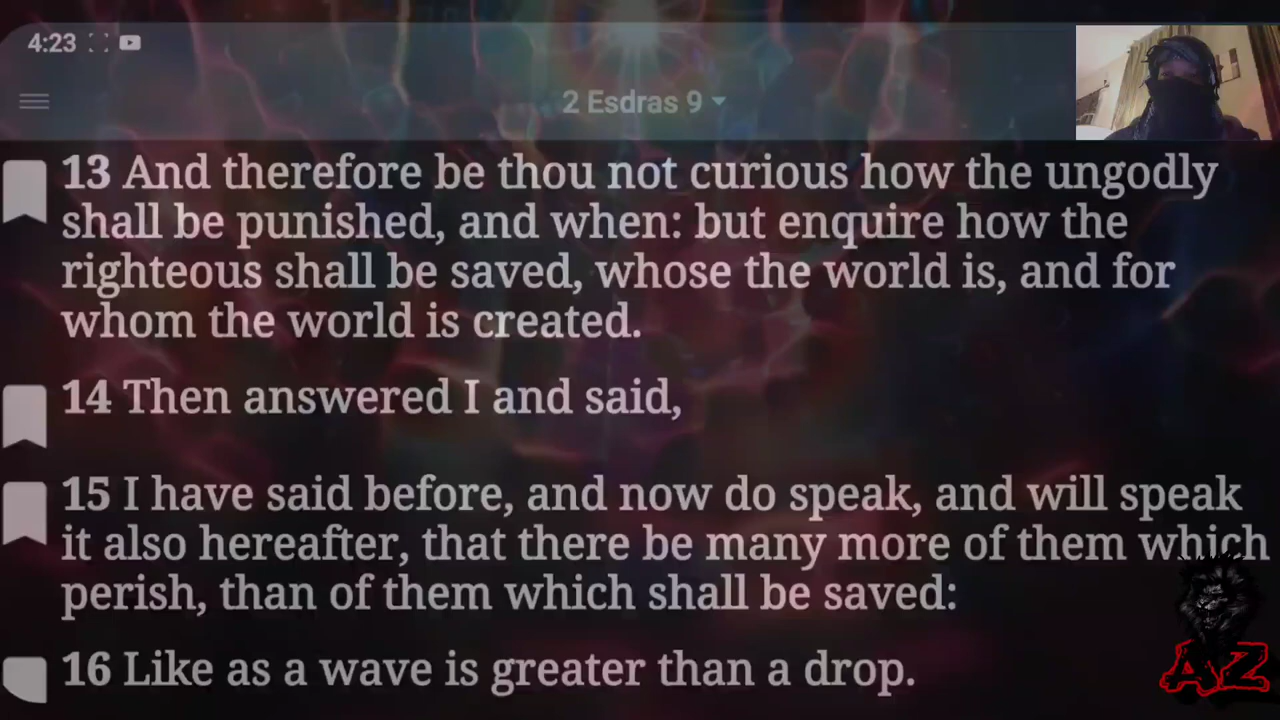 4:23
2 Esdras 9
13 And therefore be thou not curious how the ungodly
shall be punished, and when: but enquire how the
righteous shall be saved, whose the world is, and for
whom the world is created.
14 Then answered I and said,
15 I have said before, and now do speak, and will speak
it also hereafter, that there be many more of them which
perish, than of them which shall be saved:
16 Like as a wave is greater than a drop.
AZ